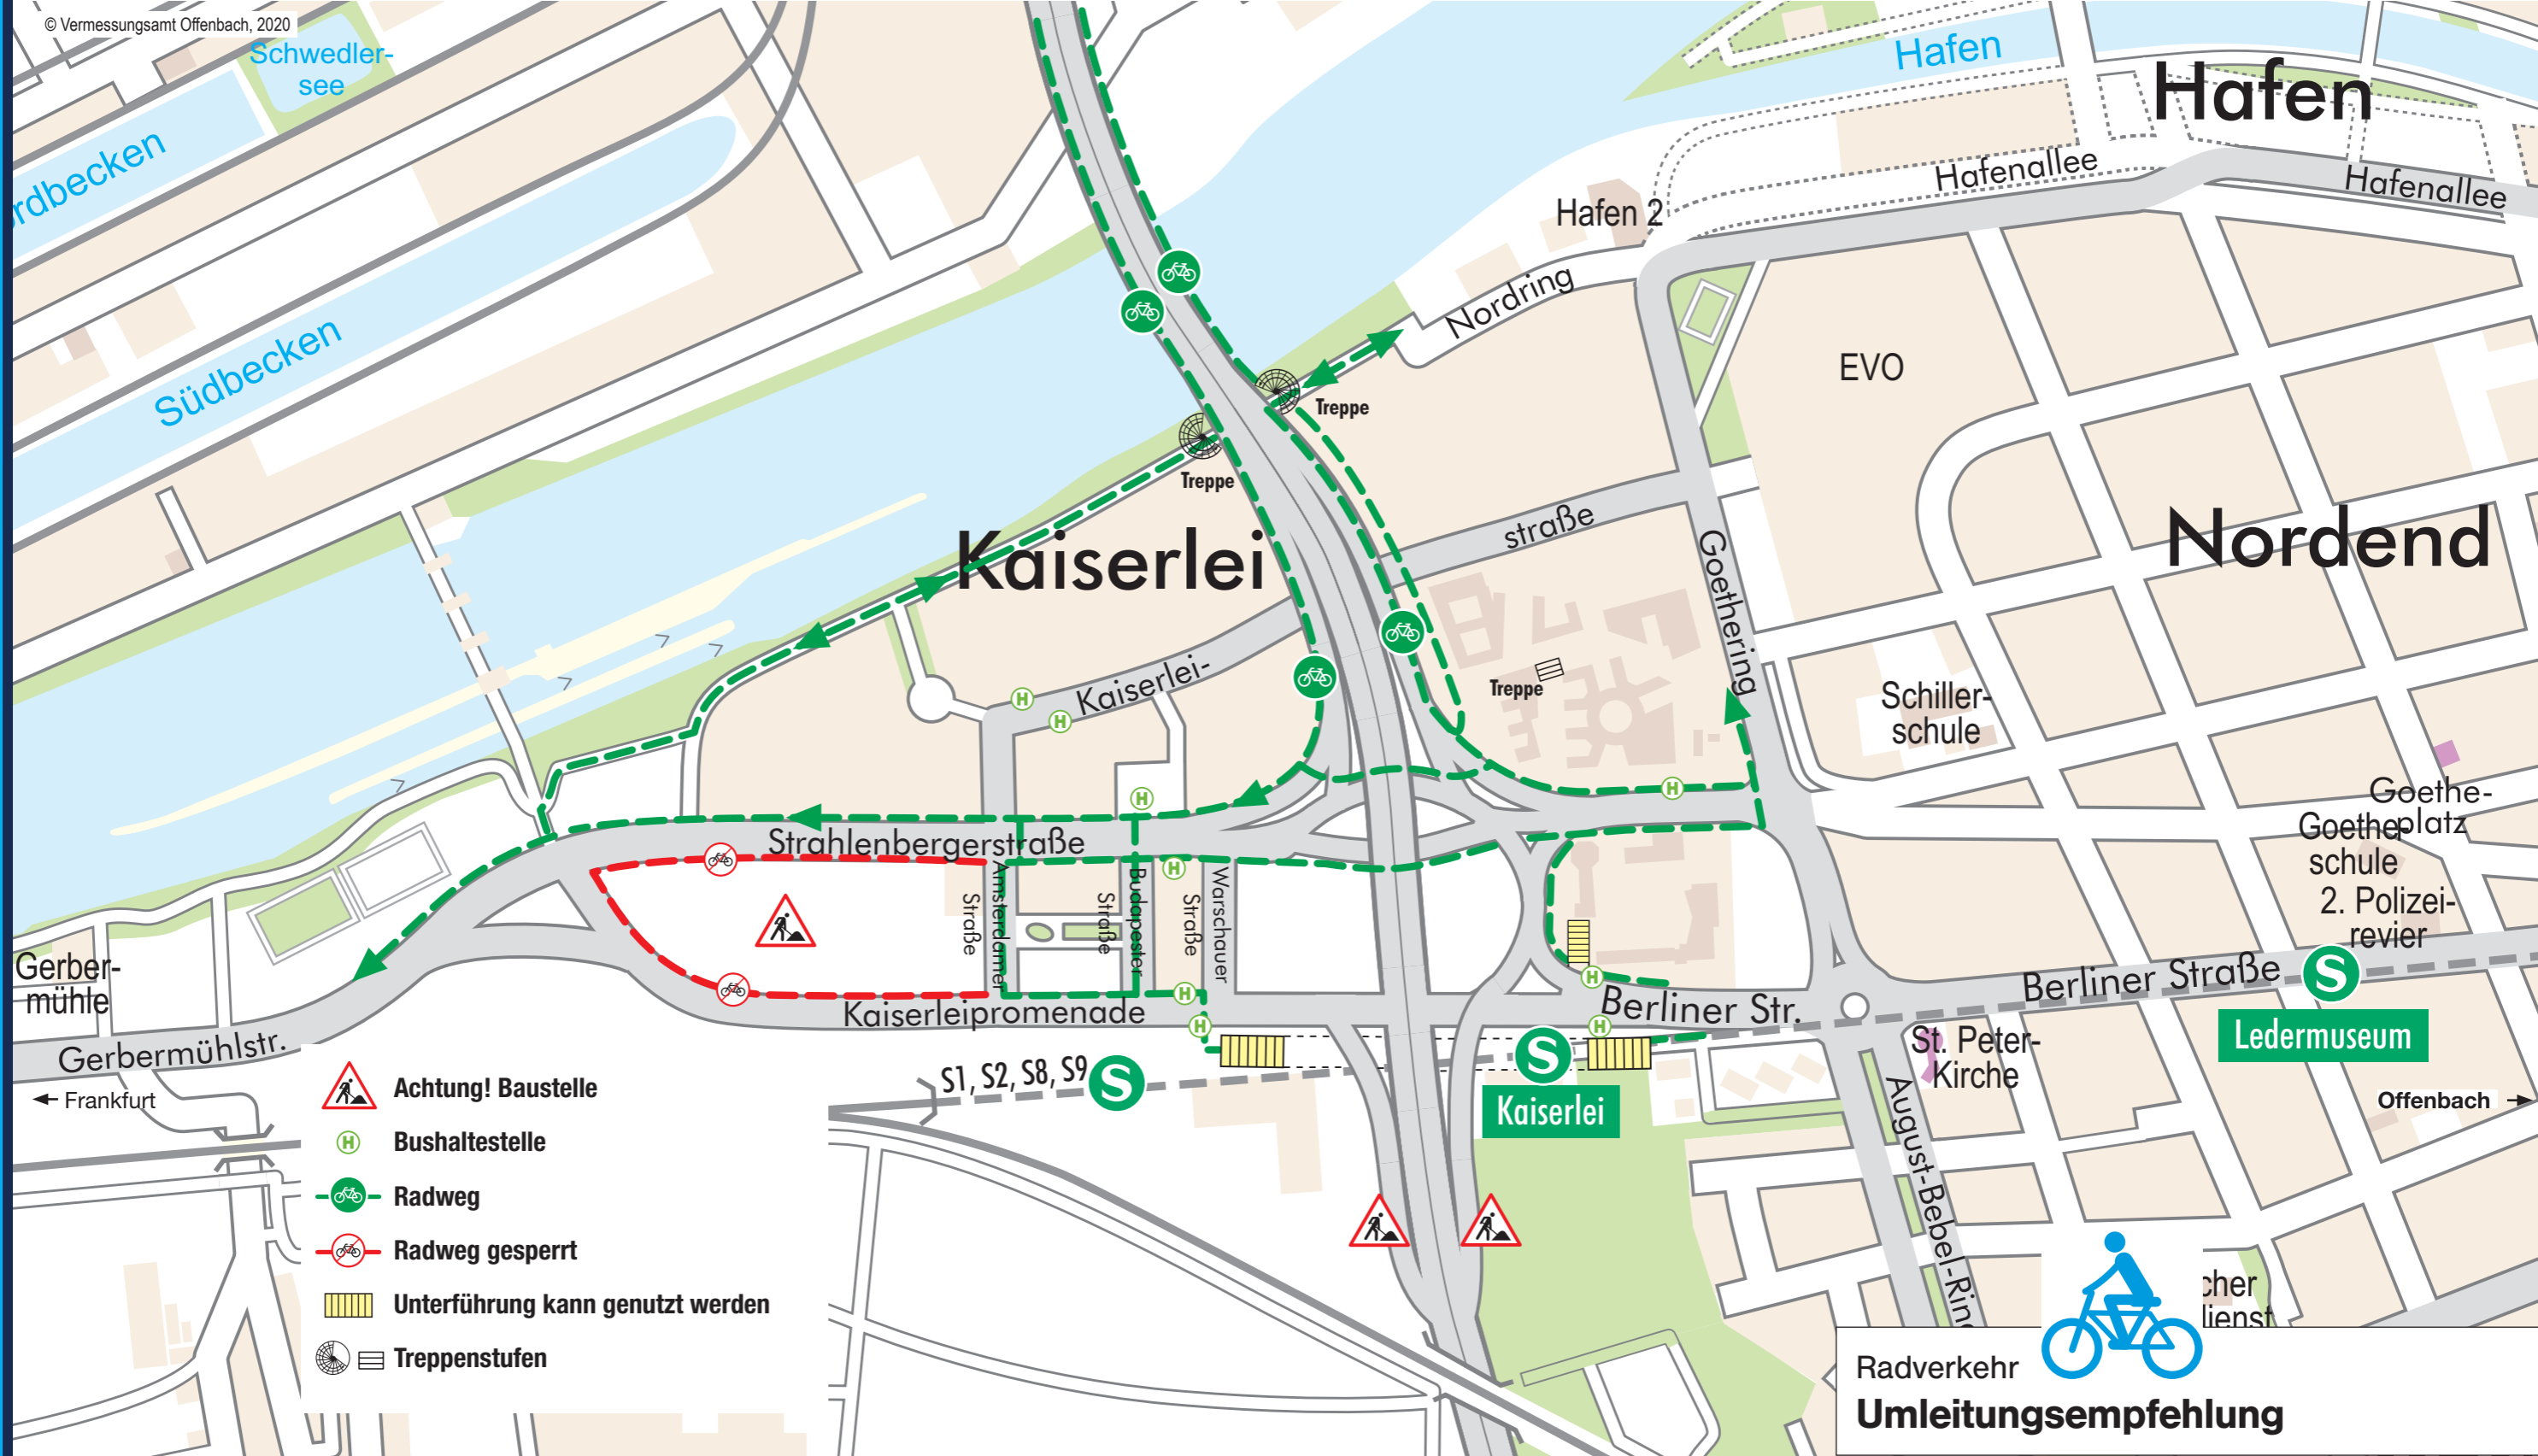 © Vermessungsamt Offenbach, 2020
Schwedler-
see
Hafen
Hafen
rdbecken
Hafenallee
Hafenallee
Hafen 2
Nordring
Südbecken
EVO
Treppe
Treppe
Kaiserlei
straße
Goethering
Nordend
Kaiserlei-
Treppe
Schiller-
schule
H
H
H
H
Goethe-
platz
Goethe-
schule
2. Polizei-
revier
Strahlenbergerstraße
H
Amsterdamer
Straße
Budapester
Straße
Warschauer
Straße
Gerber-
mühle
Kaiserleipromenade
H
H
H
H
Berliner Str.
Berliner Straße
S
Ledermuseum
Gerbermühlstr.
← Frankfurt
S1, S2, S8, S9
S
S
Kaiserlei
St. Peter-
Kirche
Offenbach →
August-Bebel-Ring
Achtung! Baustelle
H
Bushaltestelle
Radweg
Radweg gesperrt
Unterführung kann genutzt werden
Treppenstufen
cher
dienst
Radverkehr
Umleitungsempfehlung